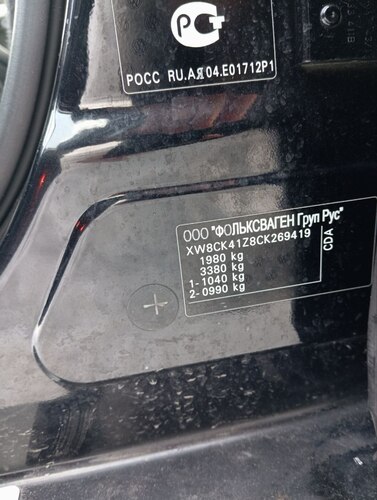 РСТ
РОСС RU.АЯ04.Е01712Р1
ООО "ФОЛЬКСВАГЕН Груп Рус"
XW8CK41Z8CK269419
1980 kg
3380 kg
1- 1040 kg
2- 0990 kg
CDA